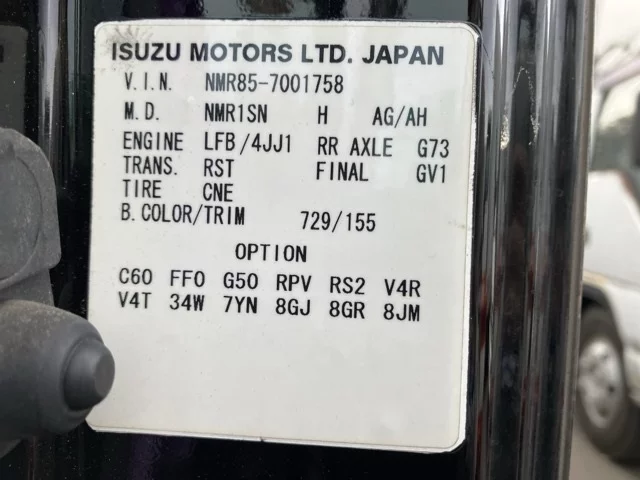 ISUZU MOTORS LTD. JAPAN
V.I.N. NMR85-7001758
M.D. NMR1SN H AG/AH
ENGINE LFB/4JJ1 RR AXLE G73
TRANS. RST FINAL GV1
TIRE CNE
B.COLOR/TRIM 729/155
OPTION
C60 FF0 G50 RPV RS2 V4R
V4T 34W 7YN 8GJ 8GR 8JM